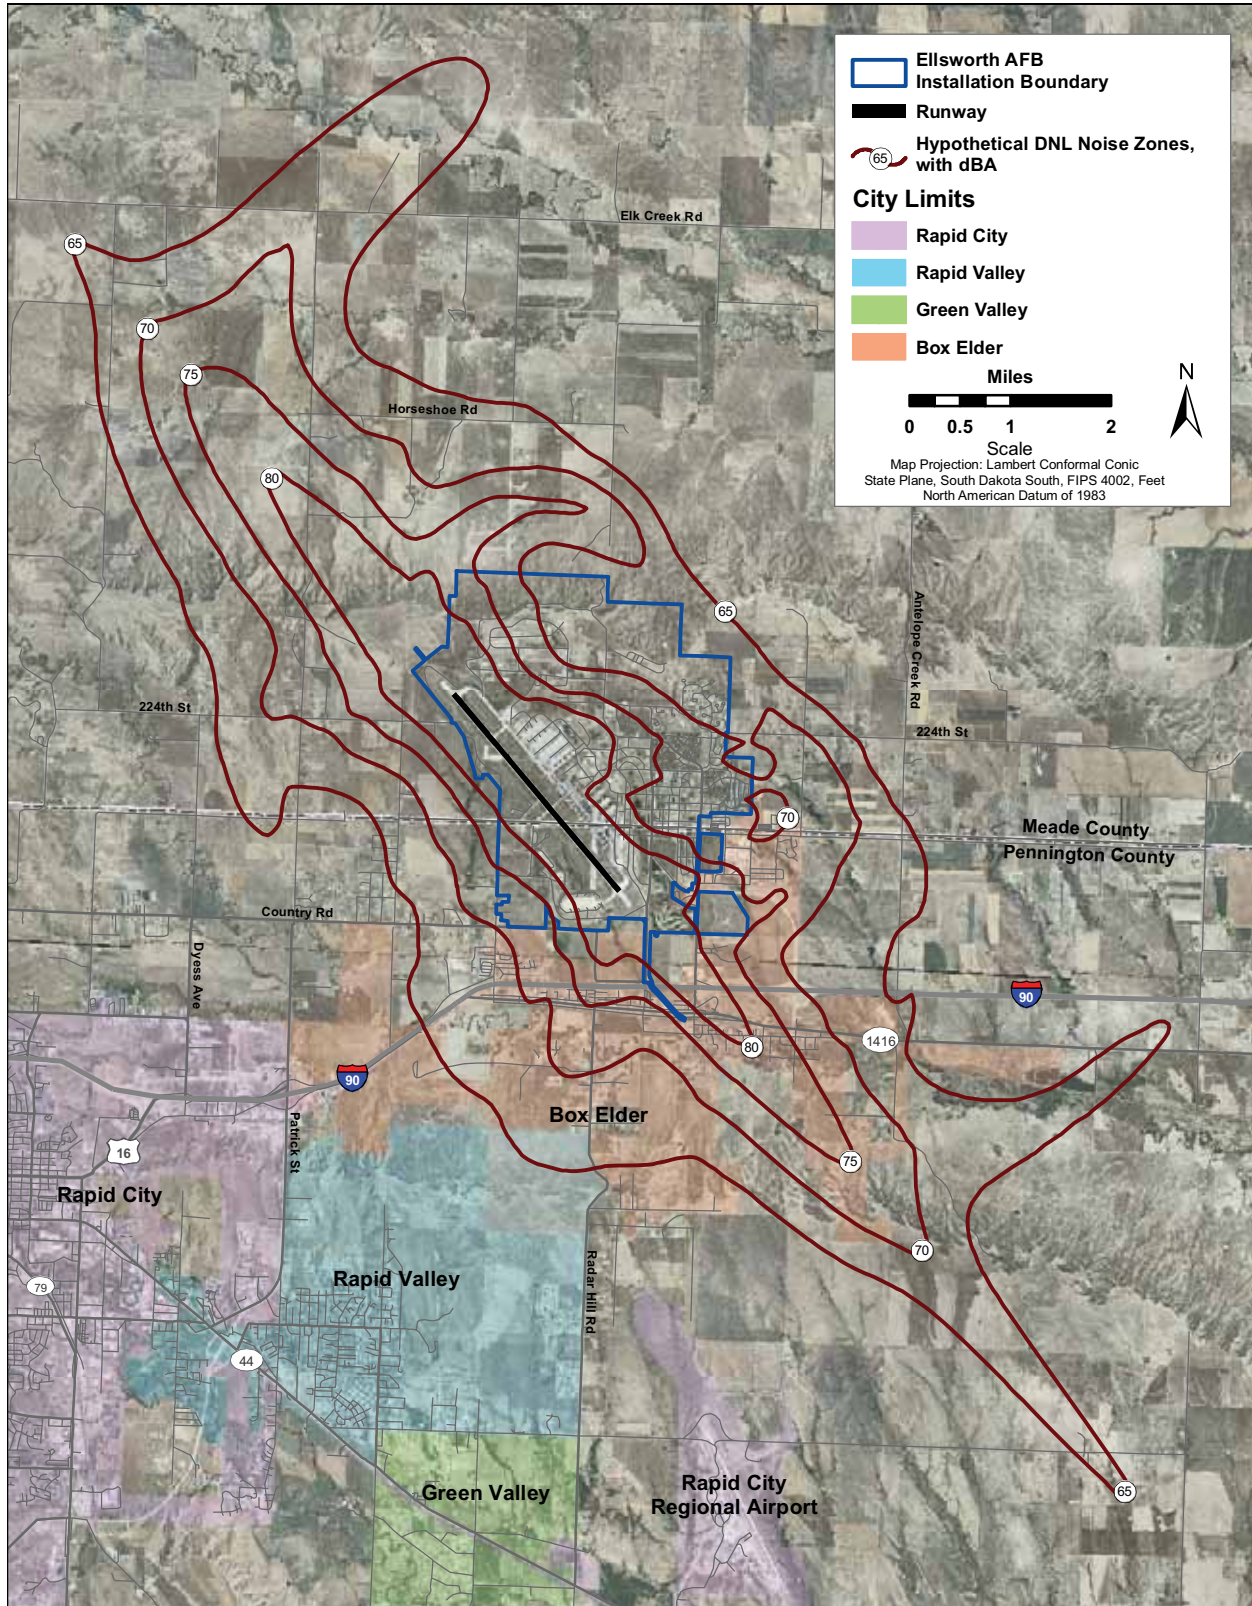 Ellsworth AFB
Installation Boundary
Runway
65
Hypothetical DNL Noise Zones,
with dBA
City Limits
Rapid City
Rapid Valley
Green Valley
Box Elder
Miles
0 0.5 1 2
Scale
Map Projection: Lambert Conformal Conic
State Plane, South Dakota South, FIPS 4002, Feet
North American Datum of 1983
N
Elk Creek Rd
65
70
75
Horseshoe Rd
80
65
Antelope Creek Rd
224th St
224th St
70
Meade County
Pennington County
Country Rd
Dyess Ave
90
1416
80
90
Box Elder
Patrick St
16
75
Rapid City
70
Rapid Valley
Radar Hill Rd
79
44
Green Valley
Rapid City
Regional Airport
65